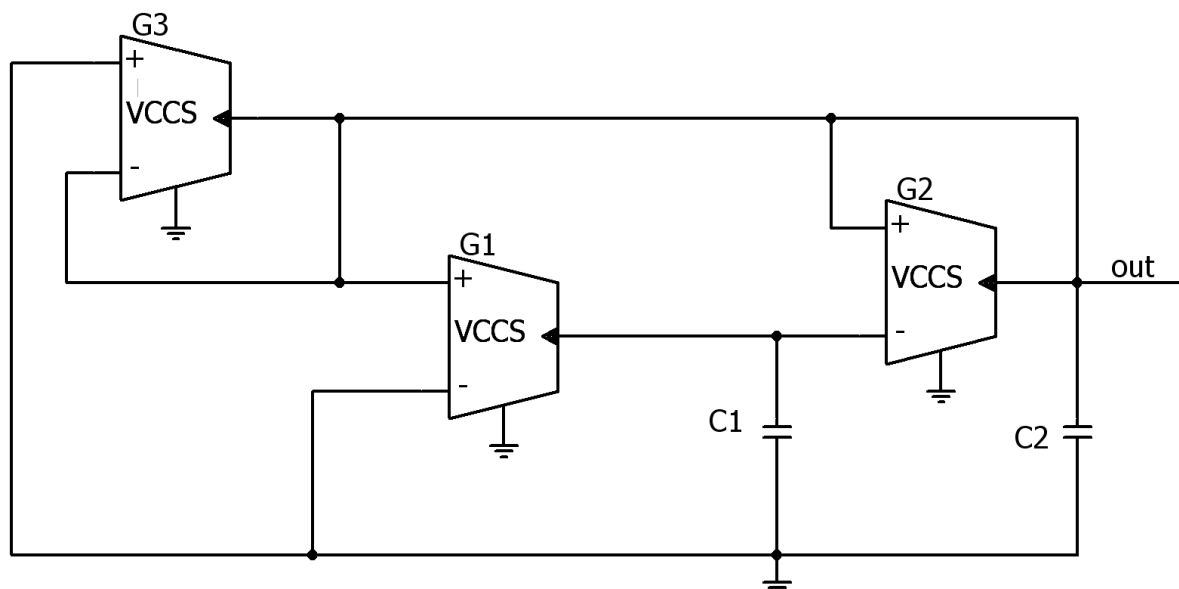 G3
+
VCCS
-
G2
+
VCCS
-
out
G1
+
VCCS
-
C1
C2